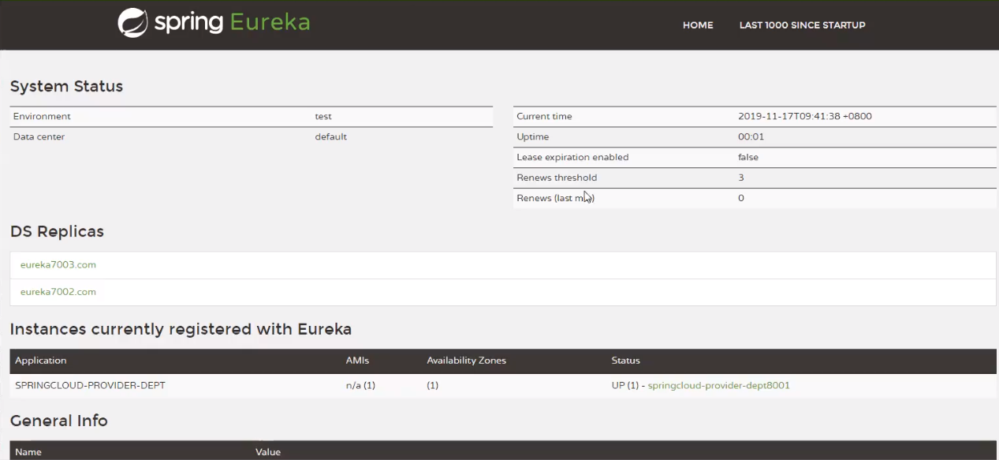 spring Eureka
HOME LAST 1000 SINCE STARTUP
System Status
Environment test
Data center default
Current time 2019-11-17T09:41:38 +0800
Uptime 00:01
Lease expiration enabled false
Renews threshold 3
Renews (last 0
DS Replicas
eureka7003.com
eureka7002.com
Instances currently registered with Eureka
Application AMIs Availability Zones Status
SPRINGCLOUD-PROVIDER-DEPT n/a (1) (1) UP (1) - springcloud-provider-dept8001
General Info
Name Value